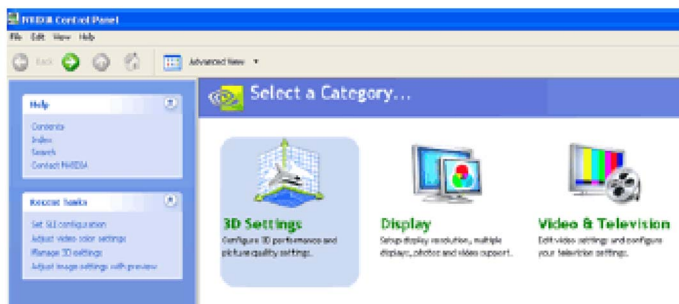 NVIDIA Control Panel
File Edit View Help
Back Advanced View
Select a Category...
Help
Contents
Index
Search
Contact NVIDIA
Recent Tasks
Set SLI configuration
Adjust video color settings
Manage 3D settings
Adjust image settings with preview
3D Settings
Configure 3D performance and
picture quality settings.
Display
Setup display resolution, multiple
displays, photos and video support.
Video & Television
Edit video settings and configure
your television settings.